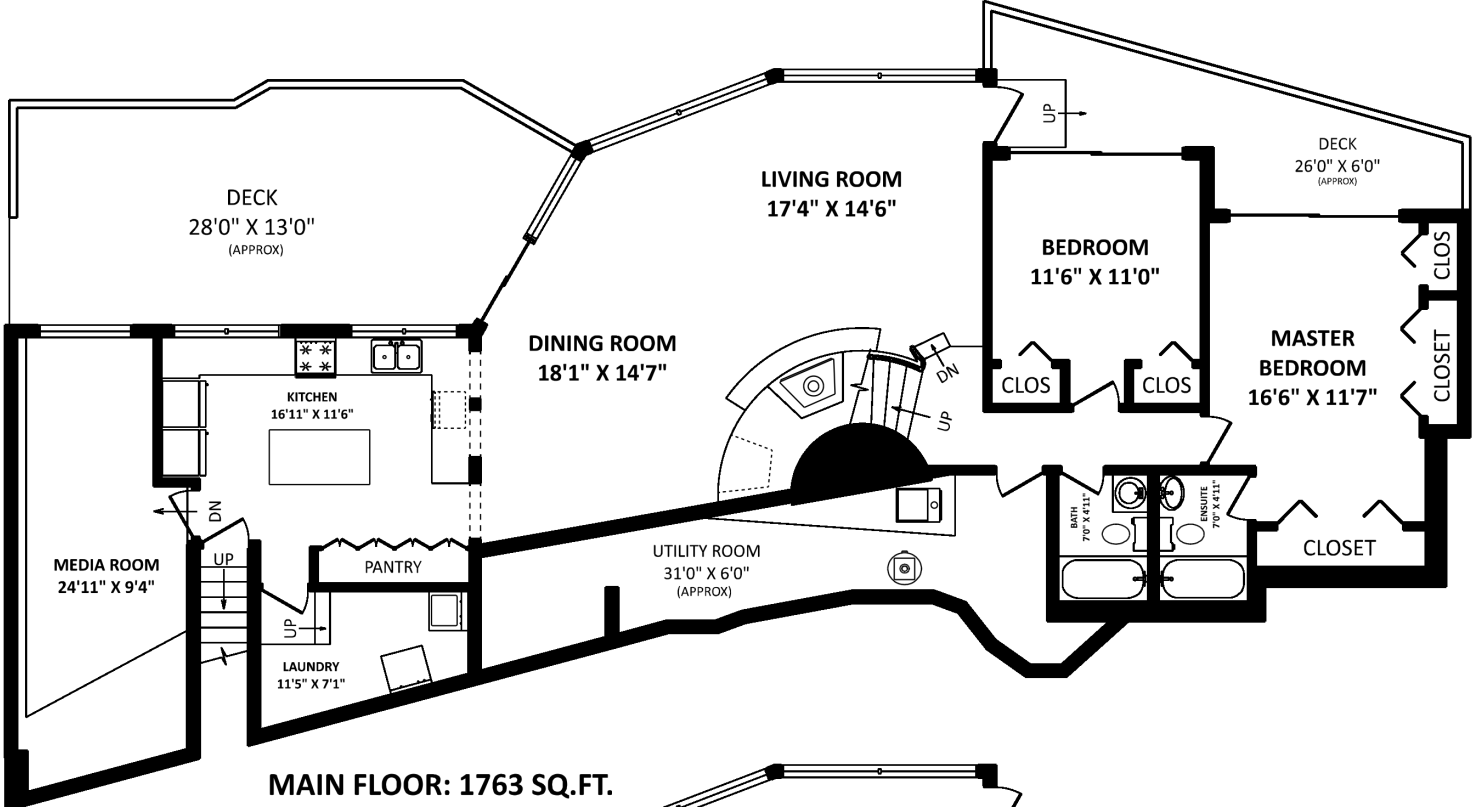 DECK
28'0" X 13'0"
(APPROX)
LIVING ROOM
17'4" X 14'6"
UP
DECK
26'0" X 6'0"
(APPROX)
BEDROOM
11'6" X 11'0"
CLOS
CLOSET
MASTER
BEDROOM
16'6" X 11'7"
DINING ROOM
18'1" X 14'7"
DN
UP
CLOS
CLOS
KITCHEN
16'11" X 11'6"
DN
UP
MEDIA ROOM
24'11" X 9'4"
PANTRY
UTILITY ROOM
31'0" X 6'0"
(APPROX)
BATH
7'0" X 4'11"
ENSUITE
7'0" X 4'11"
CLOSET
UP
LAUNDRY
11'5" X 7'1"
MAIN FLOOR: 1763 SQ.FT.